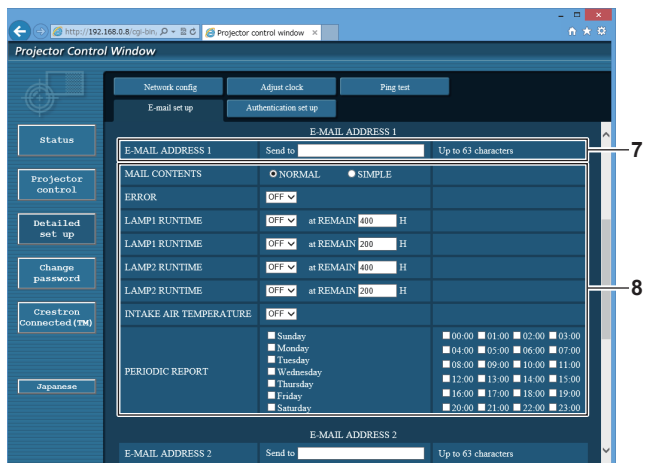 http://192.168.0.8/cgi-bin,
Projector control window
Projector Control Window
Network config Adjust clock Ping test
E-mail set up Authentication set up
Status
Projector control
Detailed set up
Change password
Crestron Connected(TM)
Japanese
E-MAIL ADDRESS 1
E-MAIL ADDRESS 1 Send to Up to 63 characters
7
MAIL CONTENTS NORMAL SIMPLE
ERROR OFF
LAMP1 RUNTIME OFF at REMAIN 400 H
LAMP1 RUNTIME OFF at REMAIN 200 H
LAMP2 RUNTIME OFF at REMAIN 400 H
LAMP2 RUNTIME OFF at REMAIN 200 H
8
INTAKE AIR TEMPERATURE OFF
PERIODIC REPORT
Sunday
Monday
Tuesday
Wednesday
Thursday
Friday
Saturday
00:00 01:00 02:00 03:00
04:00 05:00 06:00 07:00
08:00 09:00 10:00 11:00
12:00 13:00 14:00 15:00
16:00 17:00 18:00 19:00
20:00 21:00 22:00 23:00
E-MAIL ADDRESS 2
E-MAIL ADDRESS 2 Send to Up to 63 characters